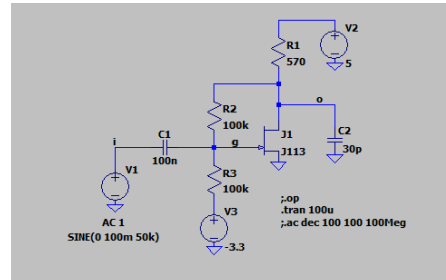 V2
R1
570
5
R2
o
100k
J1
i
C1
g
C2
100n
J113
30p
V1
R3
100k
AC 1
V3
SINE(0 100m 50k)
-3.3
;.op
.tran 100u
;.ac dec 100 100 100Meg